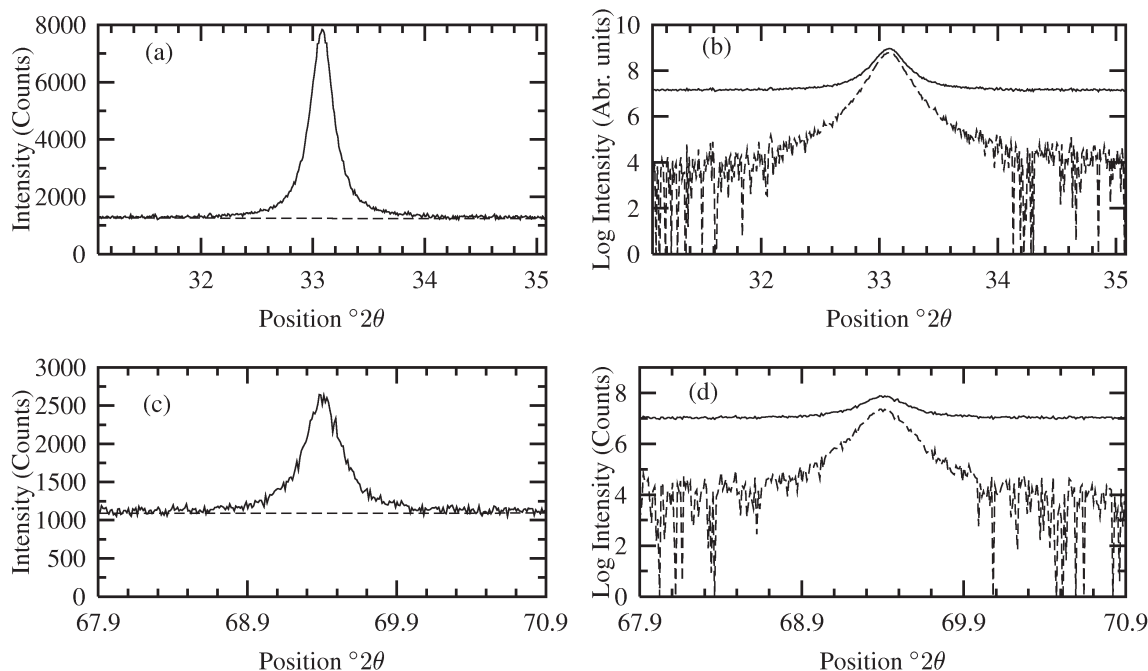 (a)
Intensity (Counts)
8000
6000
4000
2000
0
32 33 34 35
Position °2θ
(b)
Log Intensity (Abr. units)
10
8
6
4
2
0
32 33 34 35
Position °2θ
(c)
Intensity (Counts)
3000
2500
2000
1500
1000
500
0
67.9 68.9 69.9 70.9
Position °2θ
(d)
Log Intensity (Counts)
8
6
4
2
0
67.9 68.9 69.9 70.9
Position °2θ